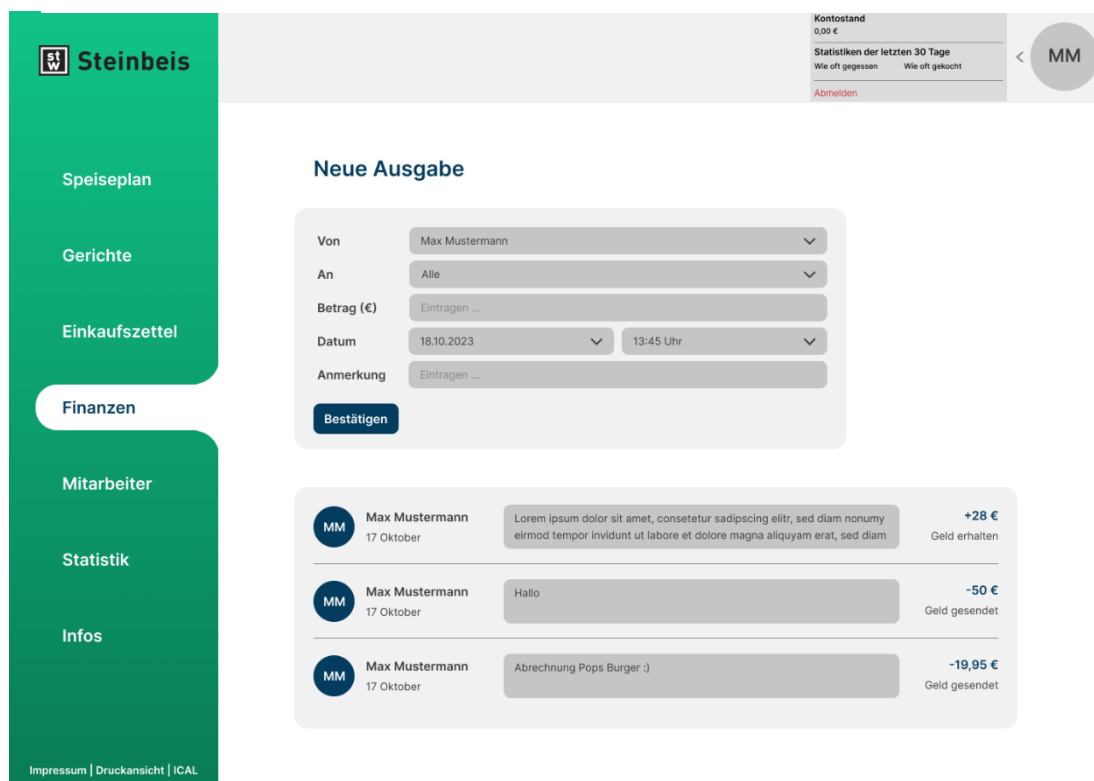 stw Steinbeis
Kontostand
0,00 €
Statistiken der letzten 30 Tage
Wie oft gegessen Wie oft gekocht
Abmelden
< MM
Speiseplan
Gerichte
Einkaufszettel
Finanzen
Mitarbeiter
Statistik
Infos
Impressum | Druckansicht | ICAL
Neue Ausgabe
Von Max Mustermann
An Alle
Betrag (€) Eintragen ...
Datum 18.10.2023 13:45 Uhr
Anmerkung Eintragen ...
Bestätigen
MM Max Mustermann
17 Oktober
Lorem ipsum dolor sit amet, consetetur sadipscing elitr, sed diam nonumy
eirmod tempor invidunt ut labore et dolore magna aliquyam erat, sed diam
+28 €
Geld erhalten
MM Max Mustermann
17 Oktober
Hallo
-50 €
Geld gesendet
MM Max Mustermann
17 Oktober
Abrechnung Pops Burger :)
-19,95 €
Geld gesendet